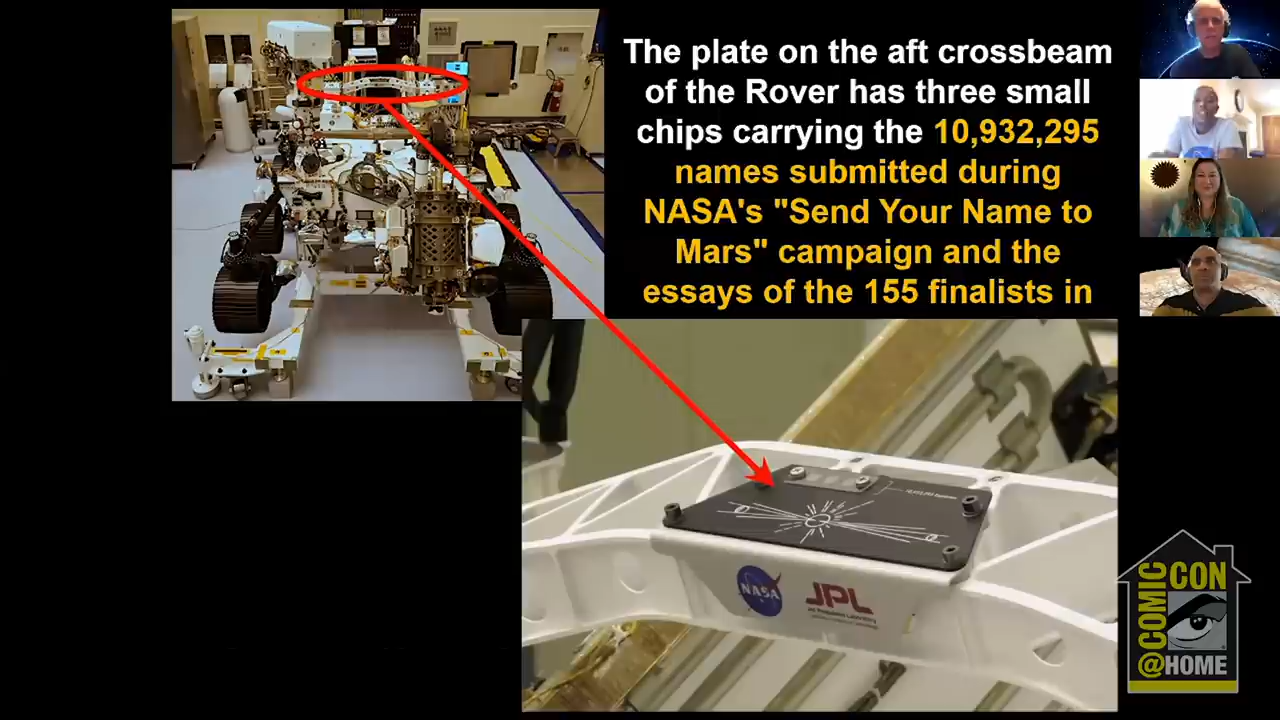 The plate on the aft crossbeam
of the Rover has three small
chips carrying the 10,932,295
names submitted during
NASA's "Send Your Name to
Mars" campaign and the
essays of the 155 finalists in
NASA
JPL
COMIC
CON
@HOME